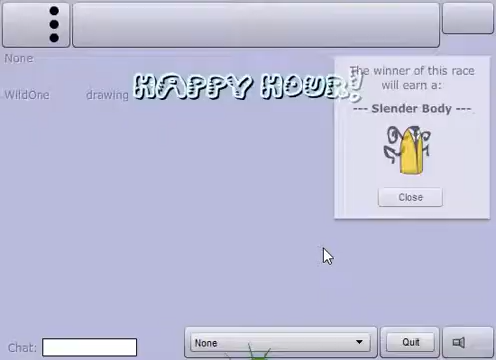 None
WildOne drawing
HAPPY HOUR!
The winner of this race
will earn a:
--- Slender Body ---
Close
Chat:
None
Quit